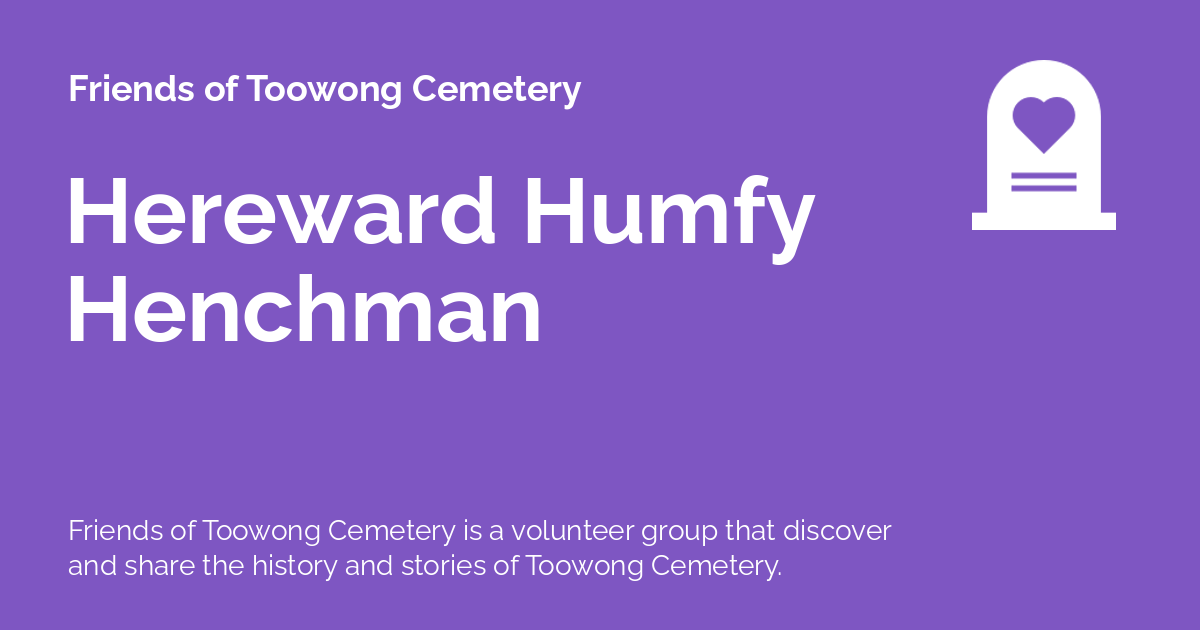 Friends of Toowong Cemetery
Hereward Humfy
Henchman
Friends of Toowong Cemetery is a volunteer group that discover
and share the history and stories of Toowong Cemetery.